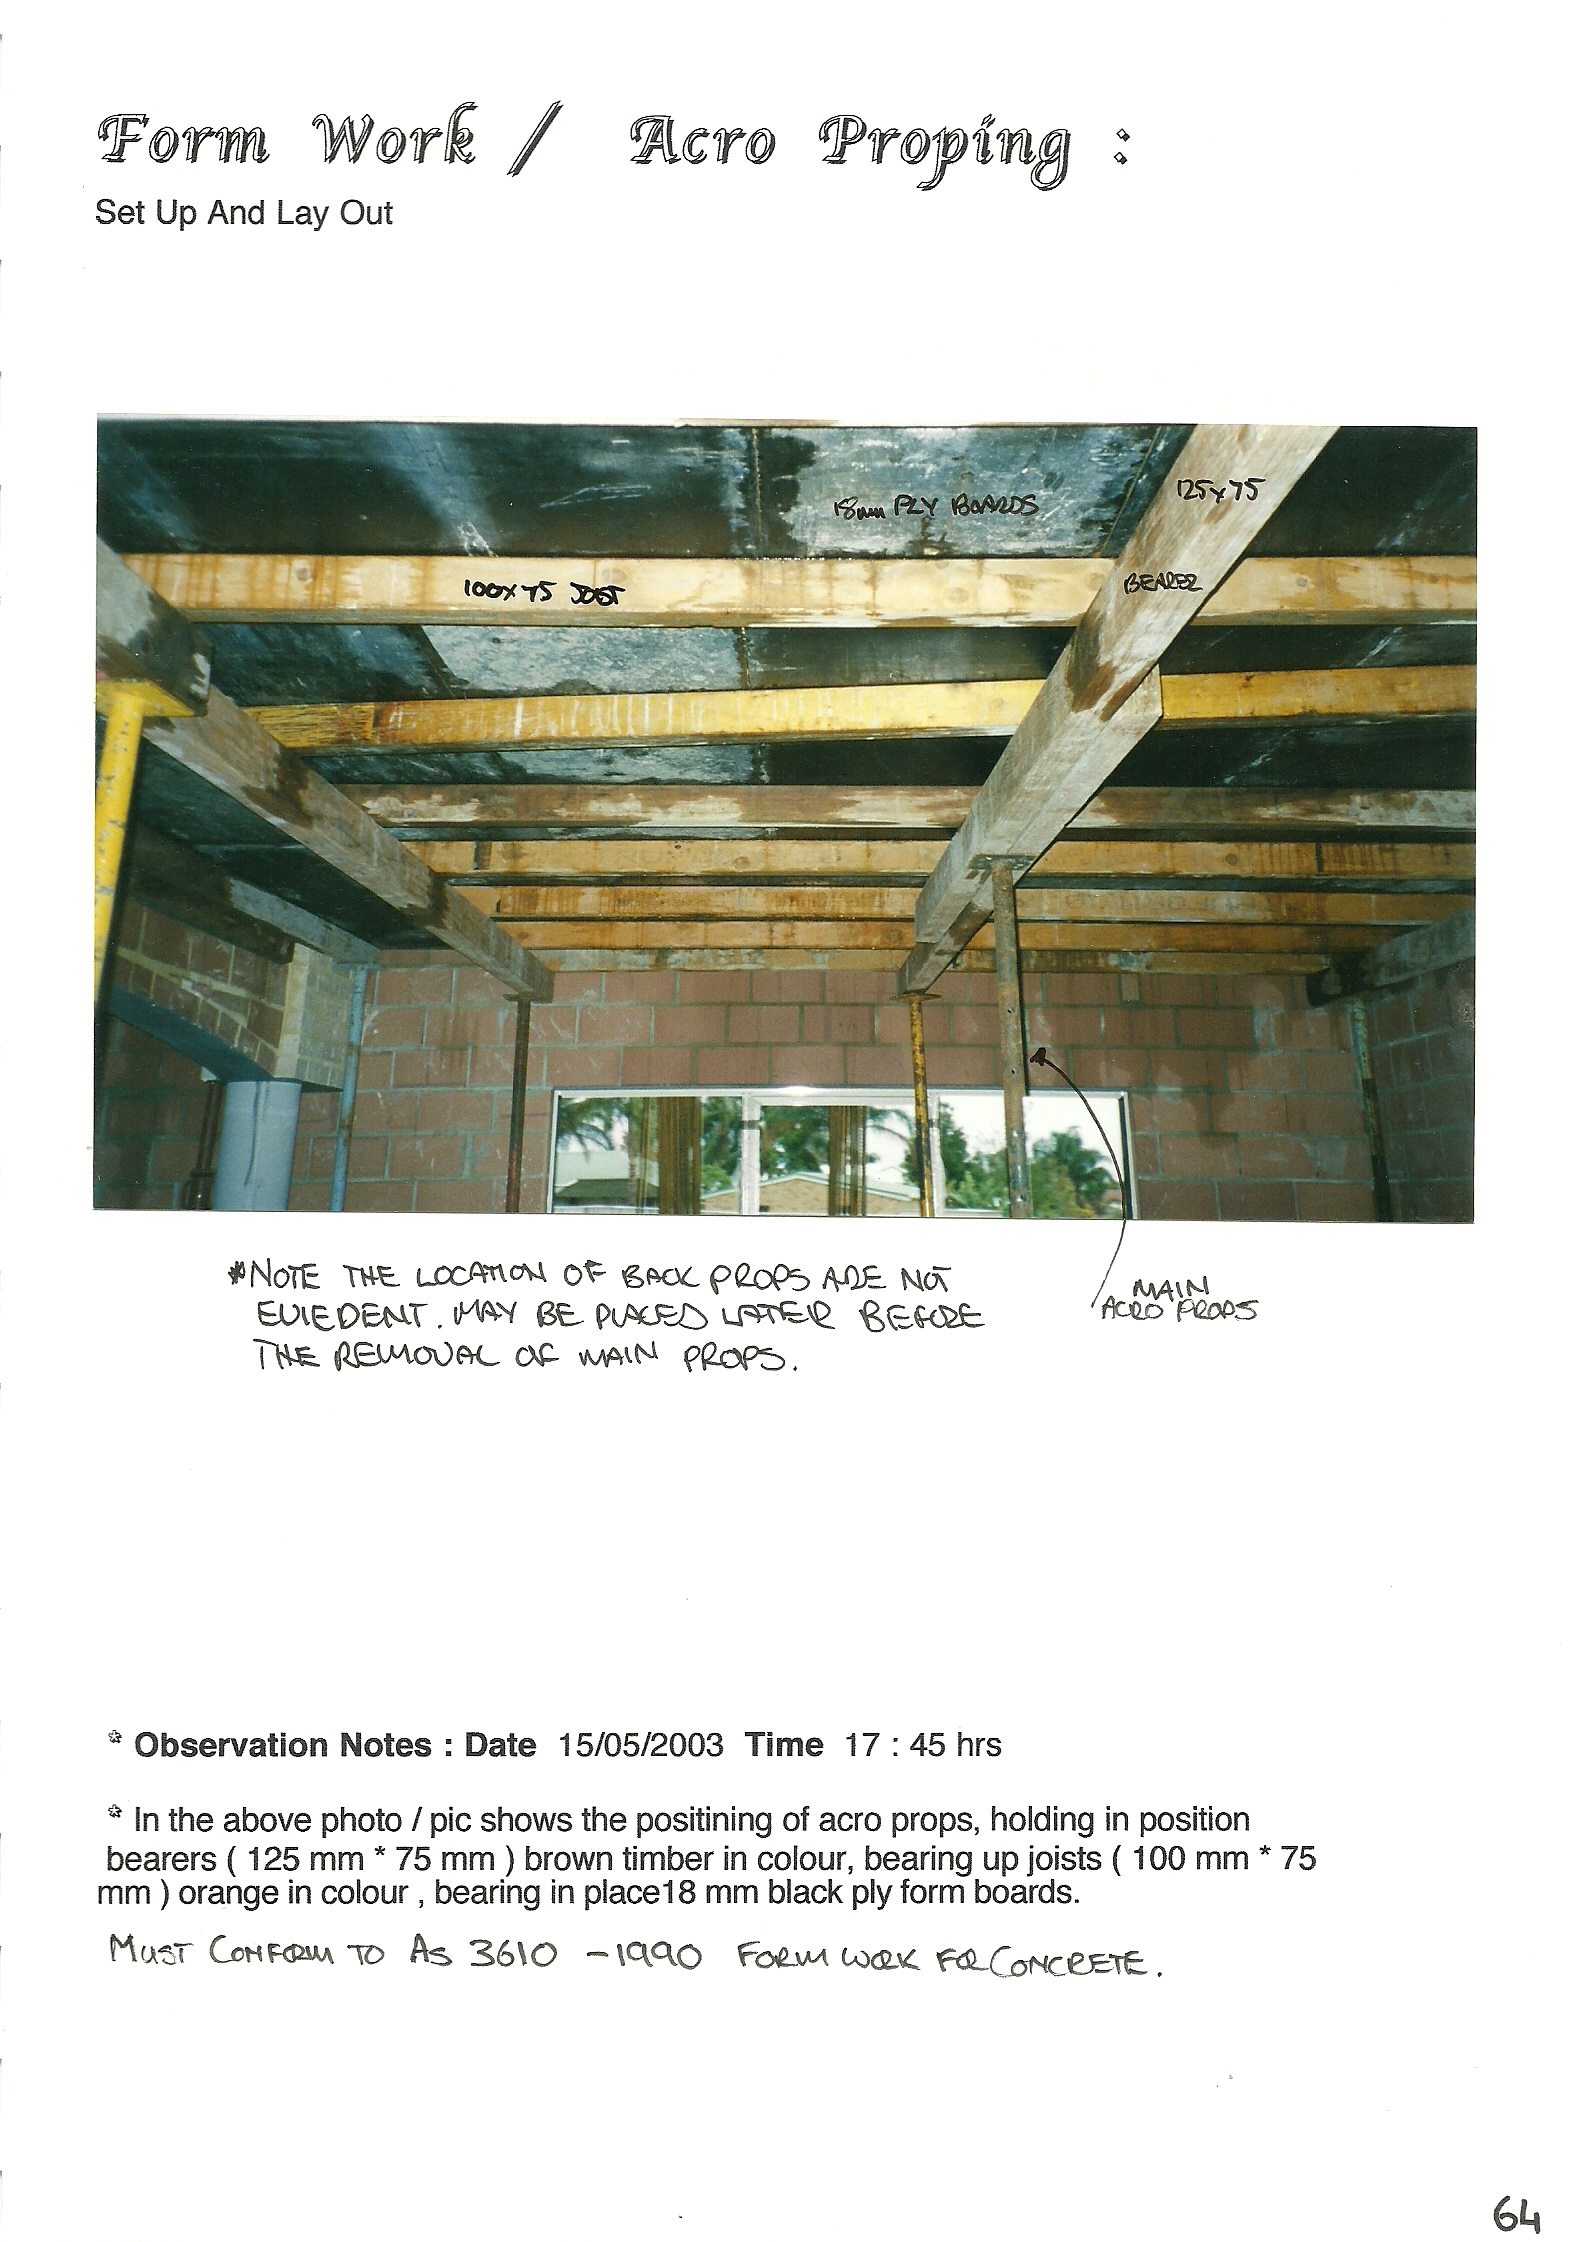 Form Work / Acro Proping :
Set Up And Lay Out
18mm PLY BOARDS
125x75
100x75 JOIST
BEARER
*NOTE THE LOCATION OF BACK PROPS ARE NOT
EVIEDENT. MAY BE PLACED LATER BEFORE
THE REMOVAL OF MAIN PROPS.
MAIN
ACRO PROPS
* Observation Notes : Date 15/05/2003 Time 17 : 45 hrs
* In the above photo / pic shows the positining of acro props, holding in position
bearers ( 125 mm * 75 mm ) brown timber in colour, bearing up joists ( 100 mm * 75
mm ) orange in colour , bearing in place18 mm black ply form boards.
MUST CONFORM TO AS 3610 -1990 FORM WORK FOR CONCRETE.
64